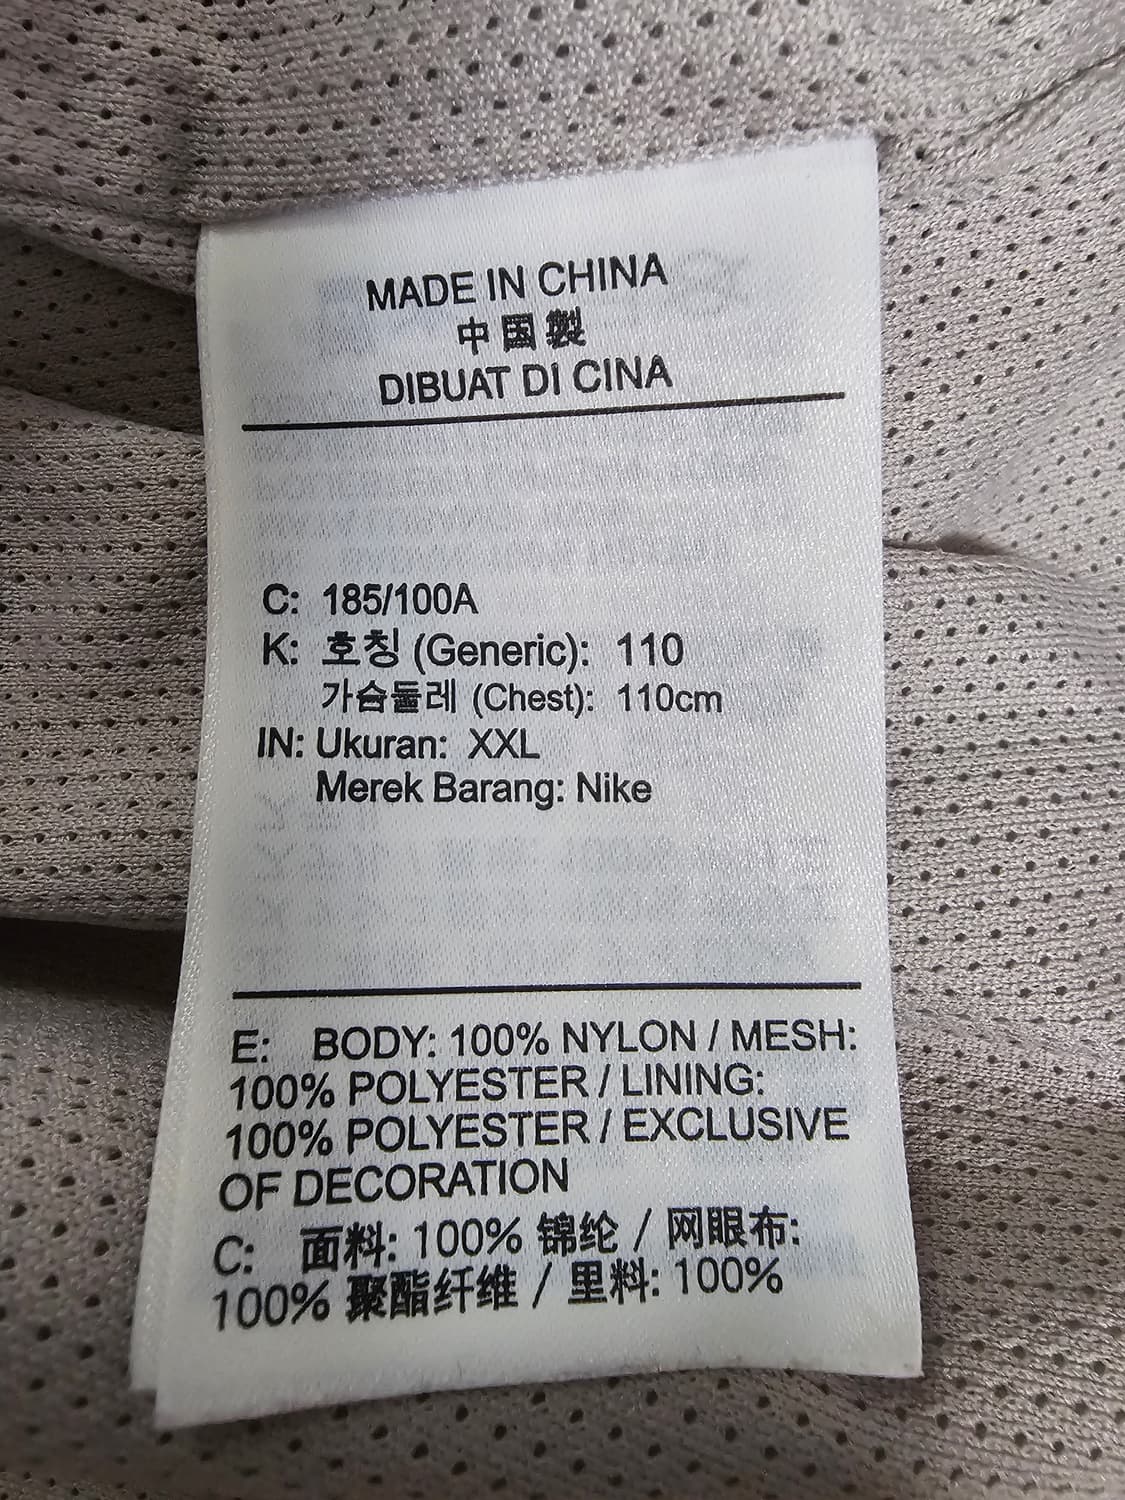 MADE IN CHINA
中国製
DIBUAT DI CINA
C: 185/100A
K: 호칭 (Generic): 110
가슴둘레 (Chest): 110cm
IN: Ukuran: XXL
Merek Barang: Nike
E: BODY: 100% NYLON / MESH:
100% POLYESTER / LINING:
100% POLYESTER / EXCLUSIVE
OF DECORATION
C: 面料: 100% 锦纶 / 网眼布:
100% 聚酯纤维 / 里料: 100%